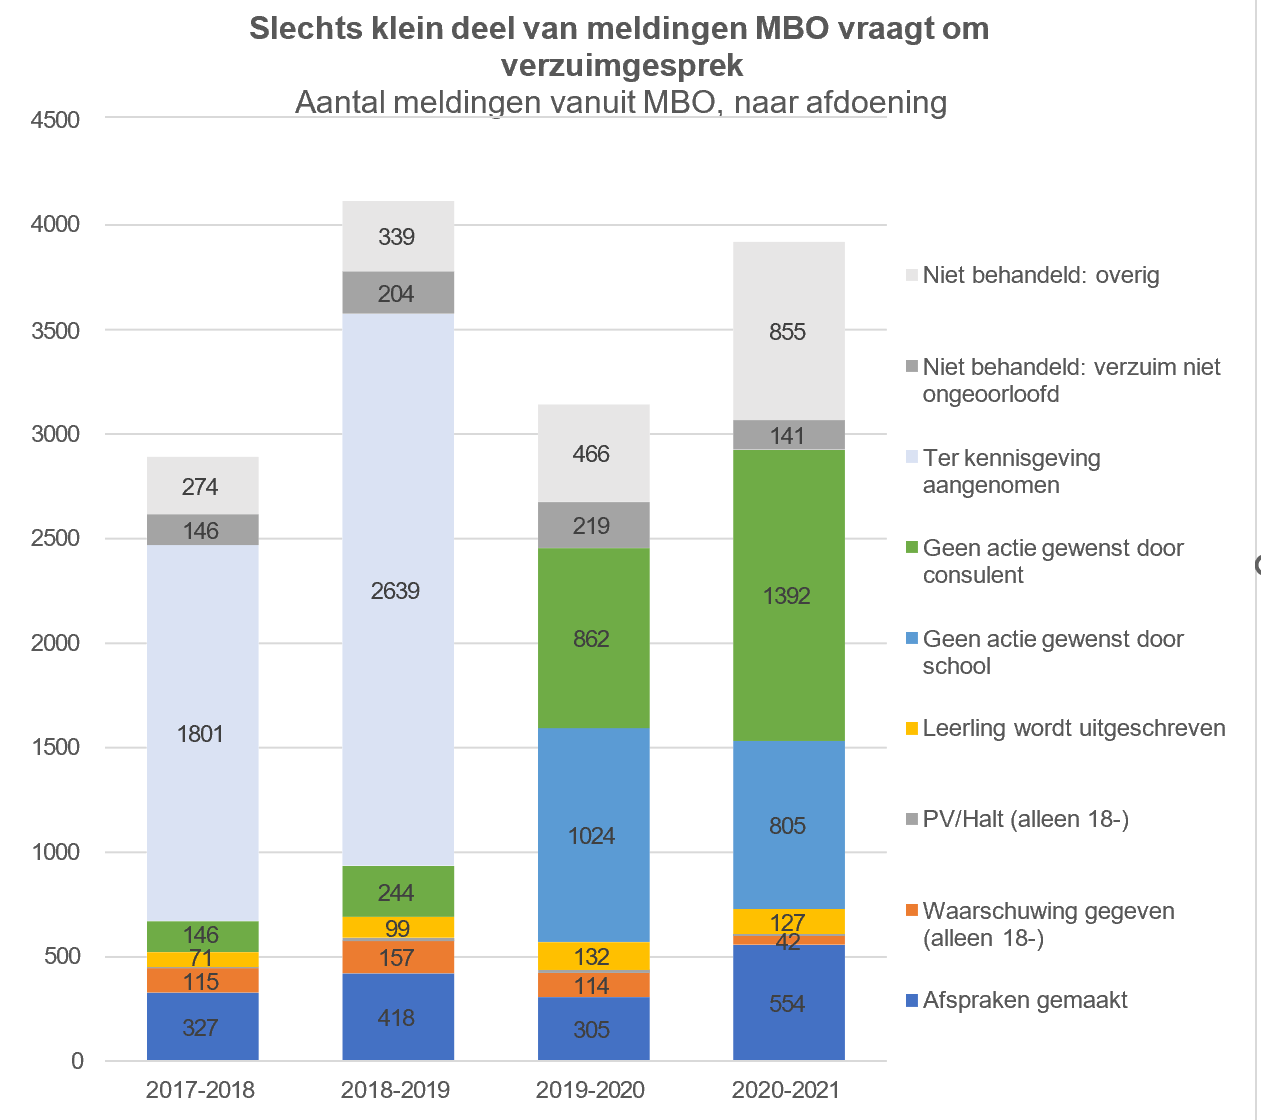 Slechts klein deel van meldingen MBO vraagt om
verzuimgesprek
Aantal meldingen vanuit MBO, naar afdoening
4500
4000
3500
3000
2500
2000
1500
1000
500
0
274
146
1801
146
71
115
327
339
204
2639
244
99
157
418
466
219
862
1024
132
114
305
855
141
1392
805
127
42
554
2017-2018
2018-2019
2019-2020
2020-2021
Niet behandeld: overig
Niet behandeld: verzuim niet
ongeoorloofd
Ter kennisgeving
aangenomen
Geen actie gewenst door
consulent
Geen actie gewenst door
school
Leerling wordt uitgeschreven
PV/Halt (alleen 18-)
Waarschuwing gegeven
(alleen 18-)
Afspraken gemaakt